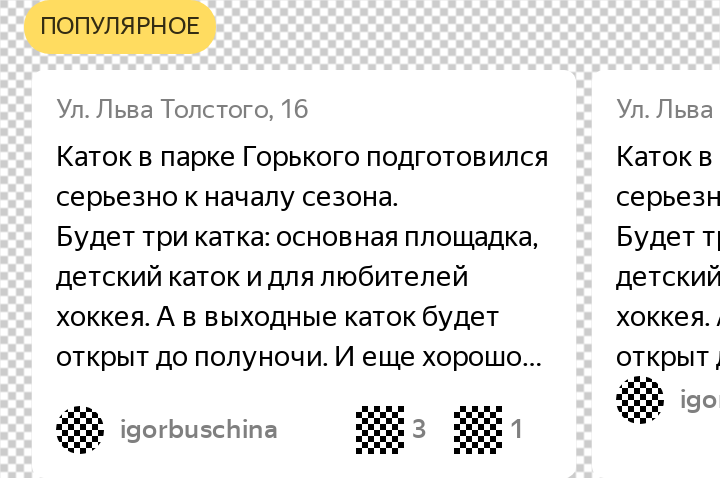 ПОПУЛЯРНОЕ
Ул. Льва Толстого, 16
Каток в парке Горького подготовился
серьезно к началу сезона.
Будет три катка: основная площадка,
детский каток и для любителей
хоккея. А в выходные каток будет
открыт до полуночи. И еще хорошо...
igorbuschina 3 1
Ул. Льва
Каток в
серьезн
Будет тр
детский
хоккея. А
открыт д
igor